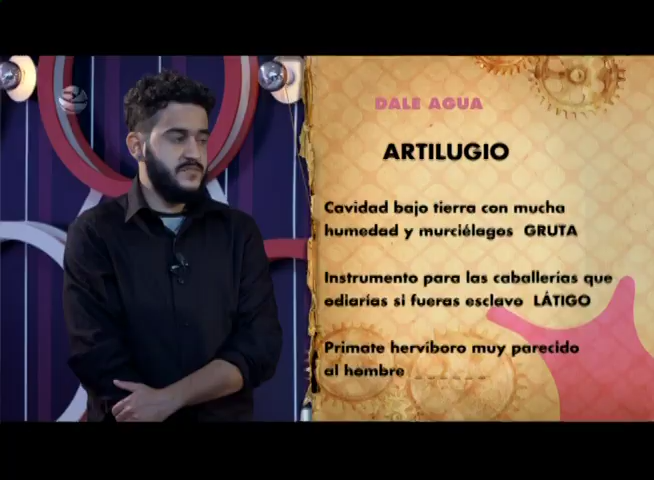 DALE AGUA
ARTILUGIO
Cavidad bajo tierra con mucha
humedad y murciélagos GRUTA
Instrumento para las caballerías que
odiarías si fueras esclavo LÁTIGO
Primate hervíboro muy parecido
al hombre _ _ _ _ _ _